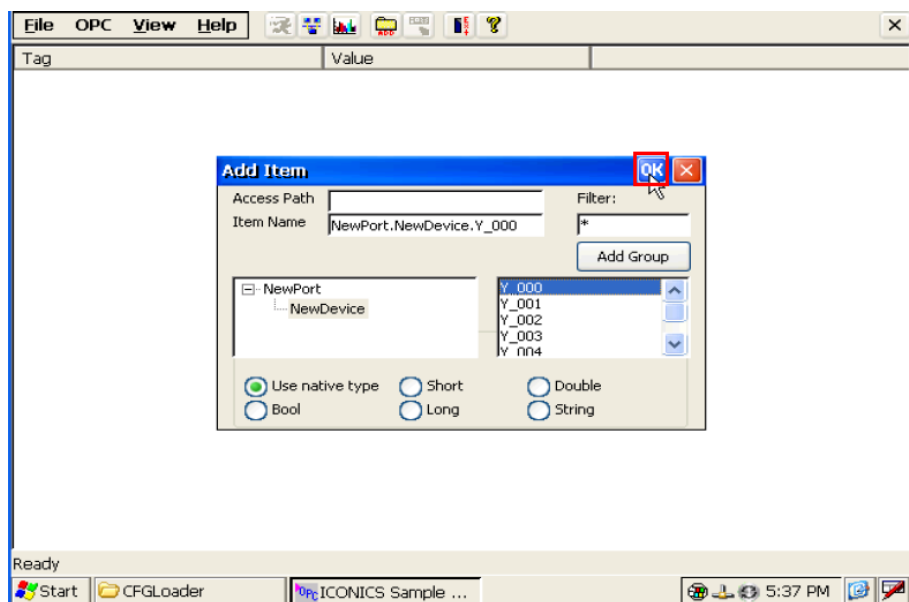 File OPC View Help
Tag Value
Add Item OK
Access Path Filter:
Item Name NewPort.NewDevice.Y_000 *
Add Group
NewPort
NewDevice
Y_000
Y_001
Y_002
Y_003
Y_004
Use native type Short Double
Bool Long String
Ready
Start CFGLoader ICONICS Sample ... 5:37 PM